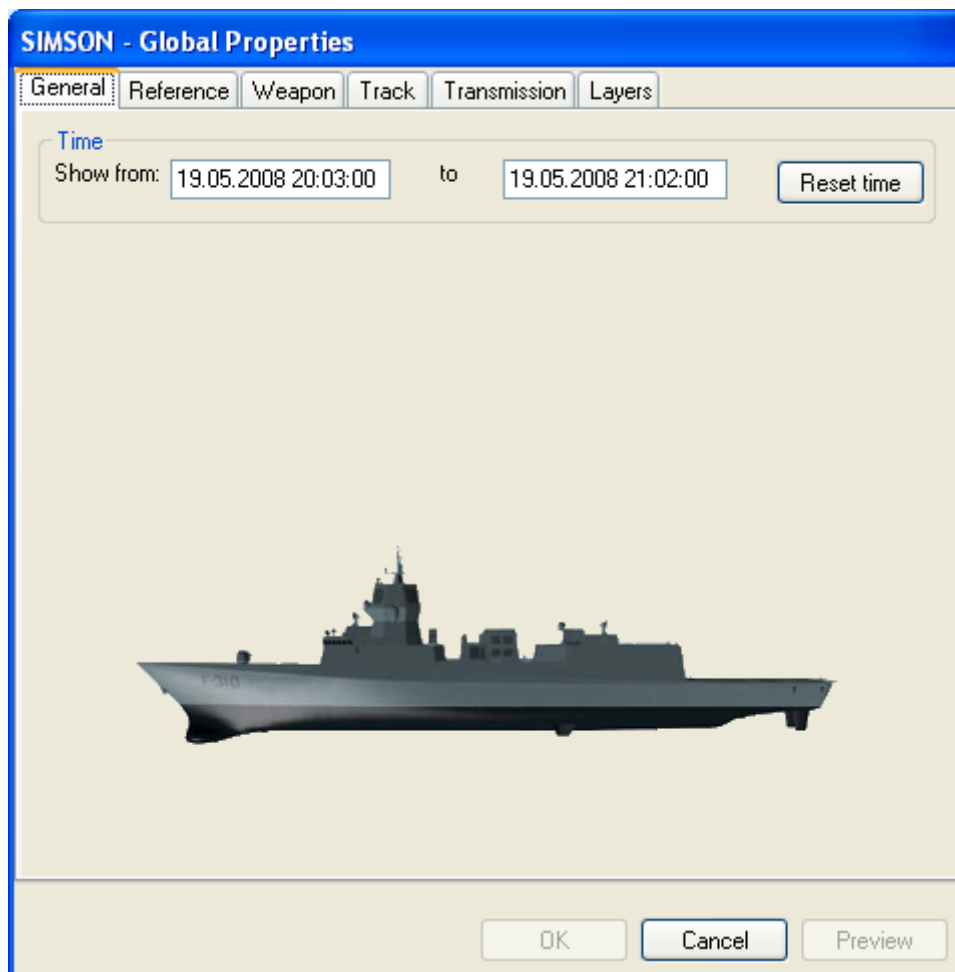 SIMSON - Global Properties
General Reference Weapon Track Transmission Layers
Time
Show from: 19.05.2008 20:03:00 to 19.05.2008 21:02:00 Reset time
F-310
OK Cancel Preview